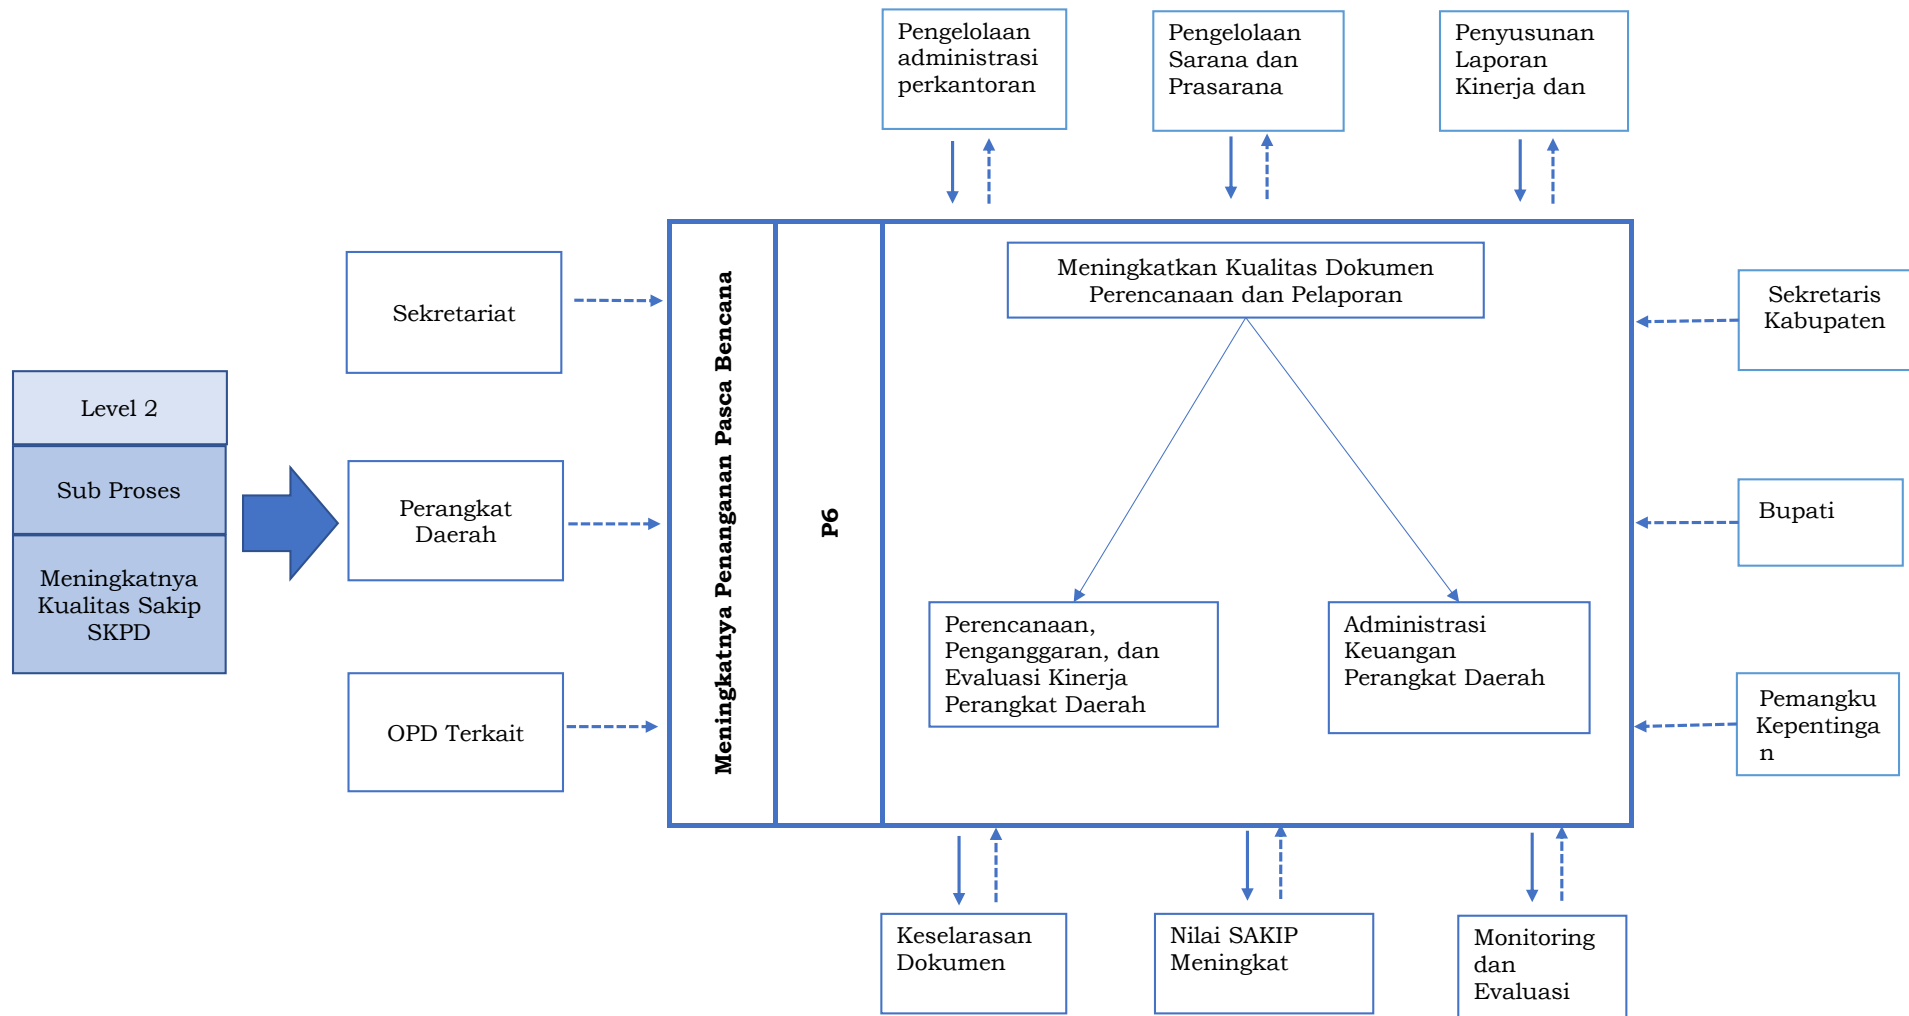 Pengelolaan
administrasi
perkantoran
Pengelolaan
Sarana dan
Prasarana
Penyusunan
Laporan
Kinerja dan
Level 2
Sub Proses
Meningkatnya
Kualitas Sakip
SKPD
Sekretariat
Perangkat
Daerah
OPD Terkait
Meningkatnya Penanganan Pasca Bencana
P6
Meningkatkan Kualitas Dokumen
Perencanaan dan Pelaporan
Perencanaan,
Penganggaran, dan
Evaluasi Kinerja
Perangkat Daerah
Administrasi
Keuangan
Perangkat Daerah
Sekretaris
Kabupaten
Bupati
Pemangku
Kepentinga
n
Keselarasan
Dokumen
Nilai SAKIP
Meningkat
Monitoring
dan
Evaluasi